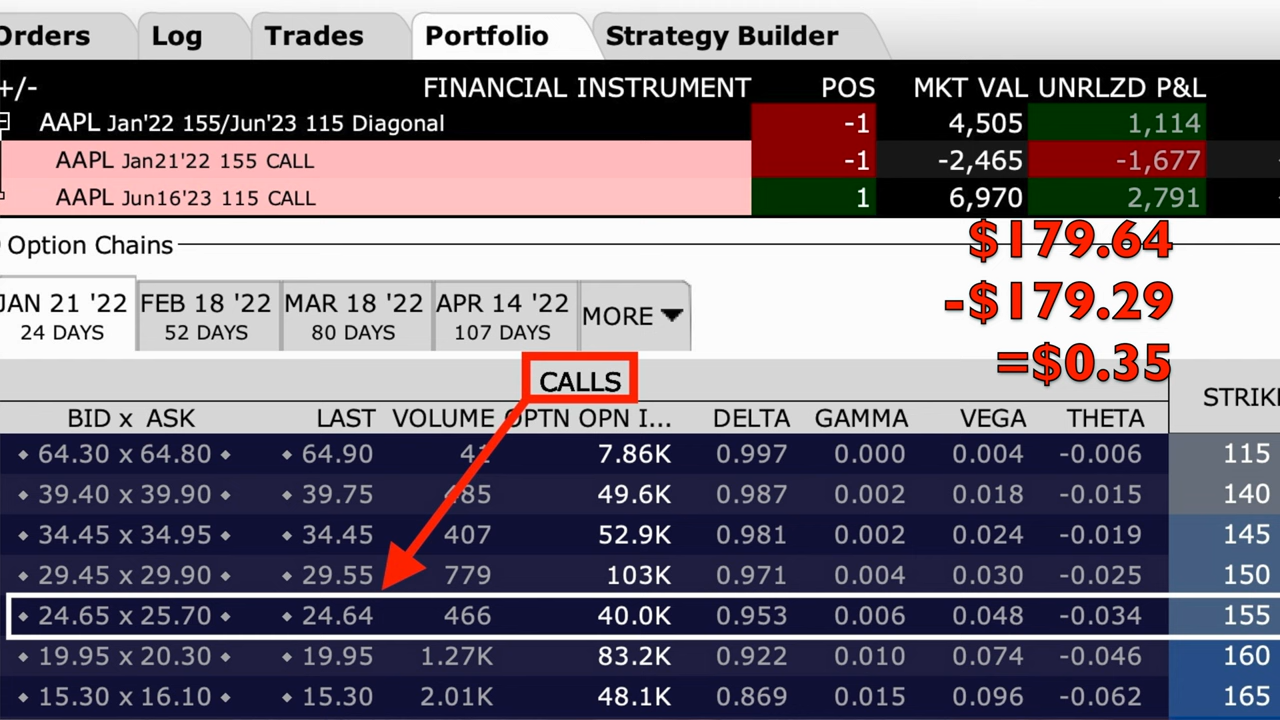 Orders Log Trades Portfolio Strategy Builder
+/- FINANCIAL INSTRUMENT POS MKT VAL UNRLZD P&L
AAPL Jan'22 155/Jun'23 115 Diagonal -1 4,505 1,114
AAPL Jan21'22 155 CALL -1 -2,465 -1,677
AAPL Jun16'23 115 CALL 1 6,970 2,791
$179.64
Option Chains
-$179.29
JAN 21 '22 FEB 18 '22 MAR 18 '22 APR 14 '22 MORE
24 DAYS 52 DAYS 80 DAYS 107 DAYS
=$0.35
CALLS
BID x ASK LAST VOLUME OPTN OPN I... DELTA GAMMA VEGA THETA STRIKE
64.30 x 64.80 64.90 41 7.86K 0.997 0.000 0.004 -0.006 115
39.40 x 39.90 39.75 485 49.6K 0.987 0.002 0.018 -0.015 140
34.45 x 34.95 34.45 407 52.9K 0.981 0.002 0.024 -0.019 145
29.45 x 29.90 29.55 779 103K 0.971 0.004 0.030 -0.025 150
24.65 x 25.70 24.64 466 40.0K 0.953 0.006 0.048 -0.034 155
19.95 x 20.30 19.95 1.27K 83.2K 0.922 0.010 0.074 -0.046 160
15.30 x 16.10 15.30 2.01K 48.1K 0.869 0.015 0.096 -0.062 165